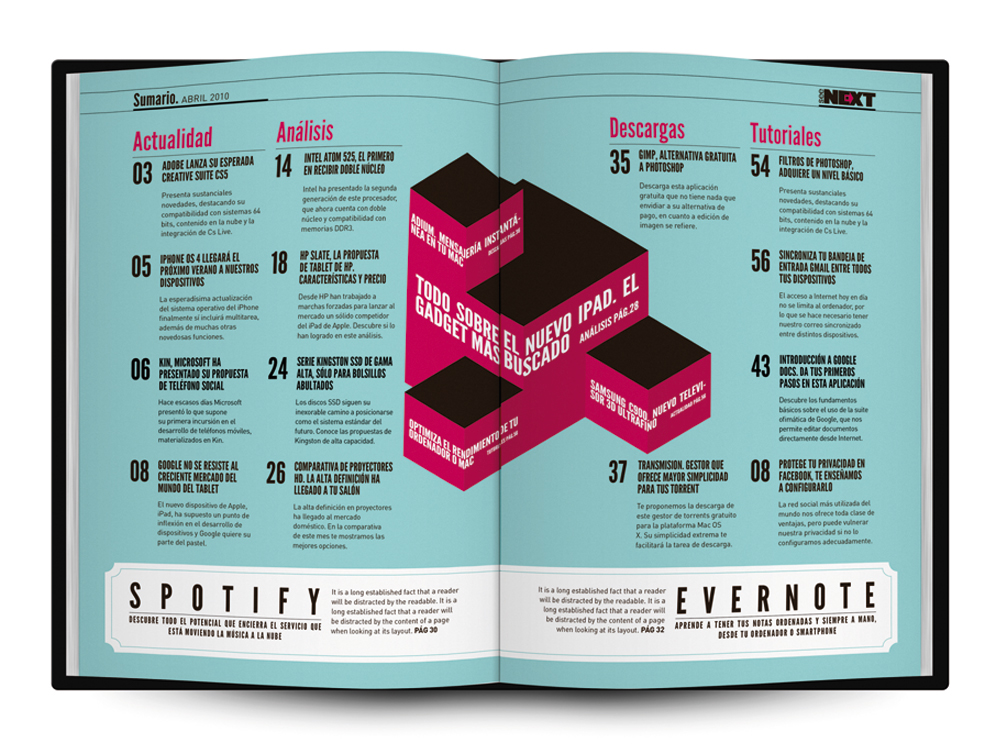 Sumario. ABRIL 2010
SEE
NEXT
Actualidad
03
ADOBE LANZA SU ESPERADA
CREATIVE SUITE CS5
Presenta sustanciales
novedades, destacando su
compatibilidad con sistemas 64
bits, contenido en la nube y la
integración de Cs Live.
05
IPHONE OS 4 LLEGARÁ EL
PRÓXIMO VERANO A NUESTROS
DISPOSITIVOS
La esperadísima actualización
del sistema operativo del iPhone
finalmente sí incluirá multitarea,
además de muchas otras
novedosas funciones.
06
KIN, MICROSOFT HA
PRESENTADO SU PROPUESTA
DE TELÉFONO SOCIAL
Hace escasos días Microsoft
presentó lo que supone
su primera incursión en el
desarrollo de teléfonos móviles,
materializados en Kin.
08
GOOGLE NO SE RESISTE AL
CRECIENTE MERCADO DEL
MUNDO DEL TABLET
El nuevo dispositivo de Apple,
iPad, ha supuesto un punto de
inflexión en el desarrollo de
dispositivos y Google quiere su
parte del pastel.
Análisis
14
INTEL ATOM 525, EL PRIMERO
EN RECIBIR DOBLE NÚCLEO
Intel ha presentado la segunda
generación de este procesador,
que ahora cuenta con doble
núcleo y compatibilidad con
memorias DDR3.
18
HP SLATE, LA PROPUESTA
DE TABLET DE HP,
CARACTERÍSTICAS Y PRECIO
Desde HP han trabajado a
marchas forzadas para lanzar al
mercado un sólido competidor
del iPad de Apple. Descubre si lo
han logrado en este análisis.
24
SERIE KINGSTON SSD DE GAMA
ALTA, SÓLO PARA BOLSILLOS
ABULTADOS
Los discos SSD siguen su
inexorable camino a posicionarse
como el sistema estándar del
futuro. Conoce las propuestas de
Kingston de alta capacidad.
26
COMPARATIVA DE PROYECTORES
HD. LA ALTA DEFINICIÓN HA
LLEGADO A TU SALÓN
La alta definición en proyectores
ha llegado al mercado
doméstico. En la comparativa
de este mes te mostramos las
mejores opciones.
ADIUM, MENSAJERÍA INSTANTÁ-
NEA EN TU MAC
TODO SOBRE EL NUEVO IPAD. EL
GADGET MÁS BUSCADO
ANÁLISIS PÁG.28
OPTIMIZA EL RENDIMIENTO DE TU
ORDENADOR O MAC
SAMSUNG C900, NUEVO TELEVI-
SOR 3D ULTRAFINO
Descargas
35
GIMP, ALTERNATIVA GRATUITA
A PHOTOSHOP
Descarga esta aplicación
gratuita que no tiene nada que
envidiar a su alternativa de
pago, en cuanto a edición de
imagen se refiere.
37
TRANSMISION. GESTOR QUE
OFRECE MAYOR SIMPLICIDAD
PARA TUS TORRENT
Te proponemos la descarga de
este gestor de torrents gratuito
para la plataforma Mac OS
X. Su simplicidad extrema te
facilitará la tarea de descarga.
Tutoriales
54
FILTROS DE PHOTOSHOP,
ADQUIERE UN NIVEL BÁSICO
Presenta sustanciales
novedades, destacando su
compatibilidad con sistemas 64
bits, contenido en la nube y la
integración de Cs Live.
56
SINCRONIZA TU BANDEJA DE
ENTRADA GMAIL ENTRE TODOS
TUS DISPOSITIVOS
El acceso a Internet hoy en día
no se limita al ordenador, por
lo que se hace necesario tener
nuestro correo sincronizado
entre distintos dispositivos.
43
INTRODUCCIÓN A GOOGLE
DOCS. DA TUS PRIMEROS
PASOS EN ESTA APLICACIÓN
Descubre los fundamentos
básicos sobre el uso de la suite
ofimática de Google, que nos
permite editar documentos
directamente desde Internet.
08
PROTEGE TU PRIVACIDAD EN
FACEBOOK, TE ENSEÑAMOS
A CONFIGURARLO
La red social más utilizada del
mundo nos ofrece toda clase de
ventajas, pero puede vulnerar
nuestra privacidad si no lo
configuramos adecuadamente.
SPOTIFY
DESCUBRE TODO EL POTENCIAL QUE ENCIERRA EL SERVICIO QUE
ESTÁ MOVIENDO LA MÚSICA A LA NUBE
It is a long established fact that a reader
will be distracted by the readable. It is a
long established fact that a reader will
be distracted by the content of a page
when looking at its layout. PÁG 30
It is a long established fact that a reader
will be distracted by the readable. It is a
long established fact that a reader will
be distracted by the content of a page
when looking at its layout. PÁG 32
EVERNOTE
APRENDE A TENER TUS NOTAS ORDENADAS Y SIEMPRE A MANO,
DESDE TU ORDENADOR O SMARTPHONE